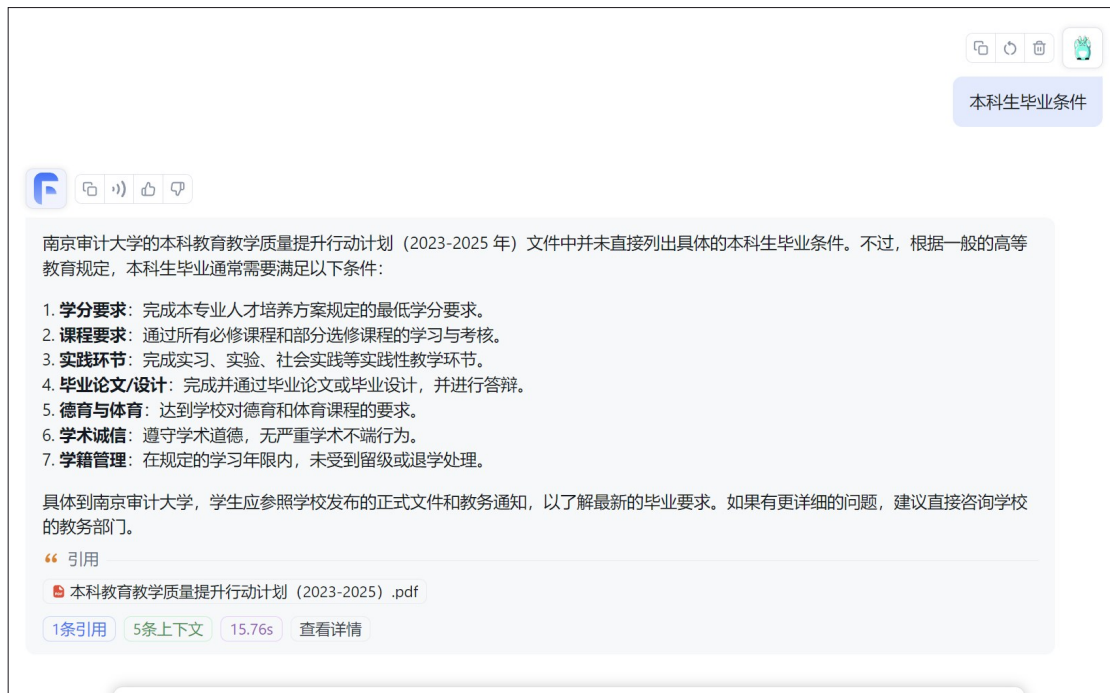 本科生毕业条件
南京审计大学的本科教育教学质量提升行动计划（2023-2025 年）文件中并未直接列出具体的本科生毕业条件。不过，根据一般的高等
教育规定，本科生毕业通常需要满足以下条件：
1. 学分要求：完成本专业人才培养方案规定的最低学分要求。
2. 课程要求：通过所有必修课程和部分选修课程的学习与考核。
3. 实践环节：完成实习、实验、社会实践等实践性教学环节。
4. 毕业论文/设计：完成并通过毕业论文或毕业设计，并进行答辩。
5. 德育与体育：达到学校对德育和体育课程的要求。
6. 学术诚信：遵守学术道德，无严重学术不端行为。
7. 学籍管理：在规定的学习年限内，未受到留级或退学处理。
具体到南京审计大学，学生应参照学校发布的正式文件和教务通知，以了解最新的毕业要求。如果有更详细的问题，建议直接咨询学校
的教务部门。
引用
本科教育教学质量提升行动计划（2023-2025）.pdf
1条引用 5条上下文 15.76s 查看详情